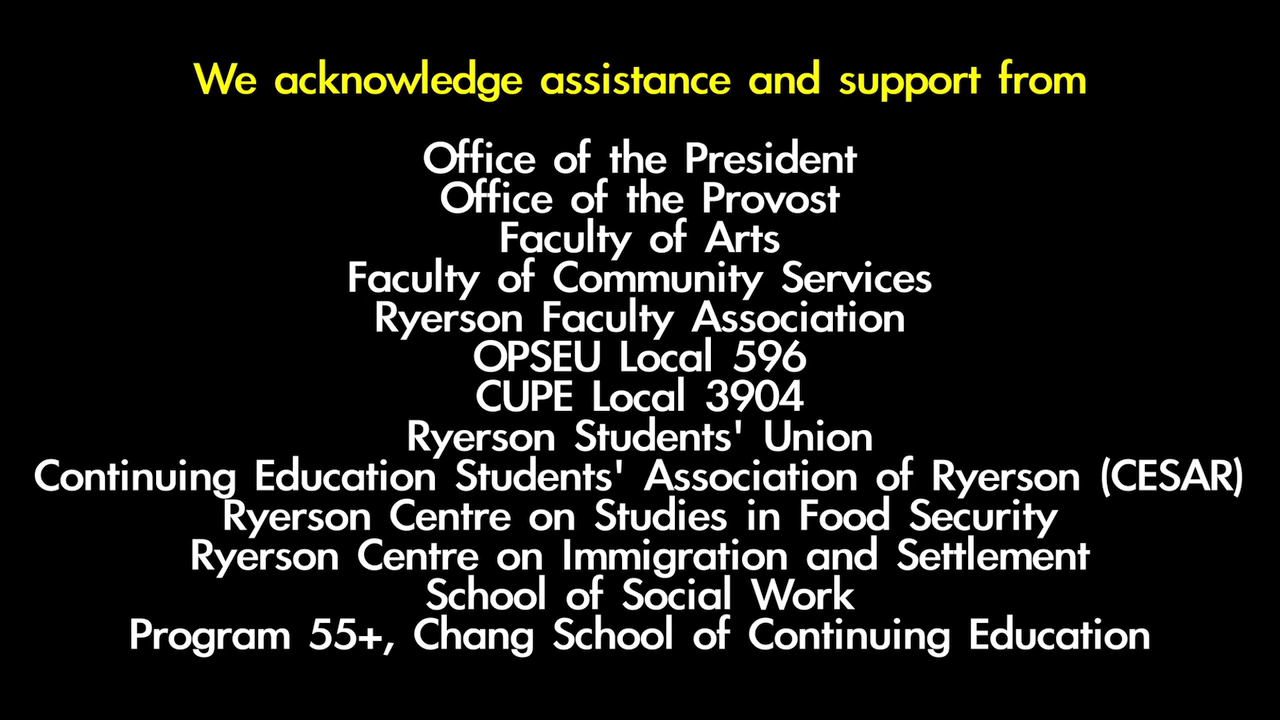 We acknowledge assistance and support from
Office of the President
Office of the Provost
Faculty of Arts
Faculty of Community Services
Ryerson Faculty Association
OPSEU Local 596
CUPE Local 3904
Ryerson Students' Union
Continuing Education Students' Association of Ryerson (CESAR)
Ryerson Centre on Studies in Food Security
Ryerson Centre on Immigration and Settlement
School of Social Work
Program 55+, Chang School of Continuing Education